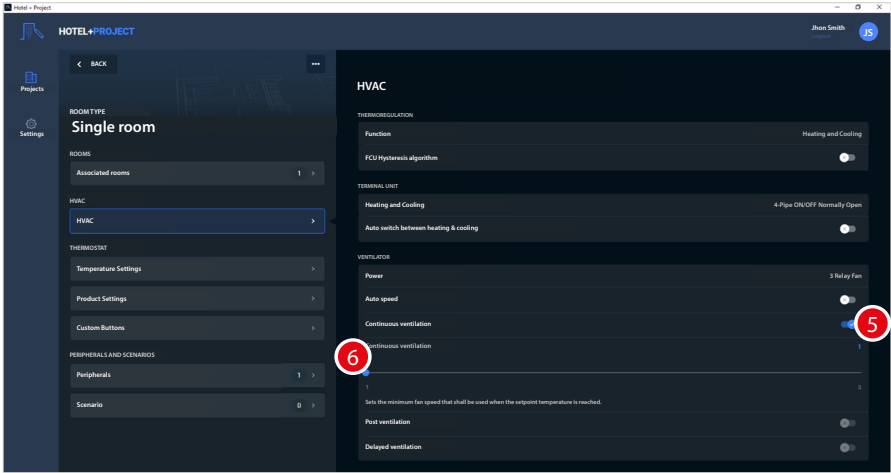 Hotel + Project
HOTEL+PROJECT
Jhon Smith
Logout
JS
Projects
Settings
BACK
ROOM TYPE
Single room
ROOMS
Associated rooms 1
HVAC
HVAC
THERMOSTAT
Temperature Settings
Product Settings
Custom Buttons
PERIPHERALS AND SCENARIOS
Peripherals 1
Scenario 0
HVAC
THERMOREGULATION
Function Heating and Cooling
FCU Hysteresis algorithm
TERMINAL UNIT
Heating and Cooling 4-Pipe ON/OFF Normally Open
Auto switch between heating & cooling
VENTILATOR
Power 3 Relay Fan
Auto speed
Continuous ventilation 5
6 Continuous ventilation 1
1 3
Sets the minimum fan speed that shall be used when the setpoint temperature is reached.
Post ventilation
Delayed ventilation